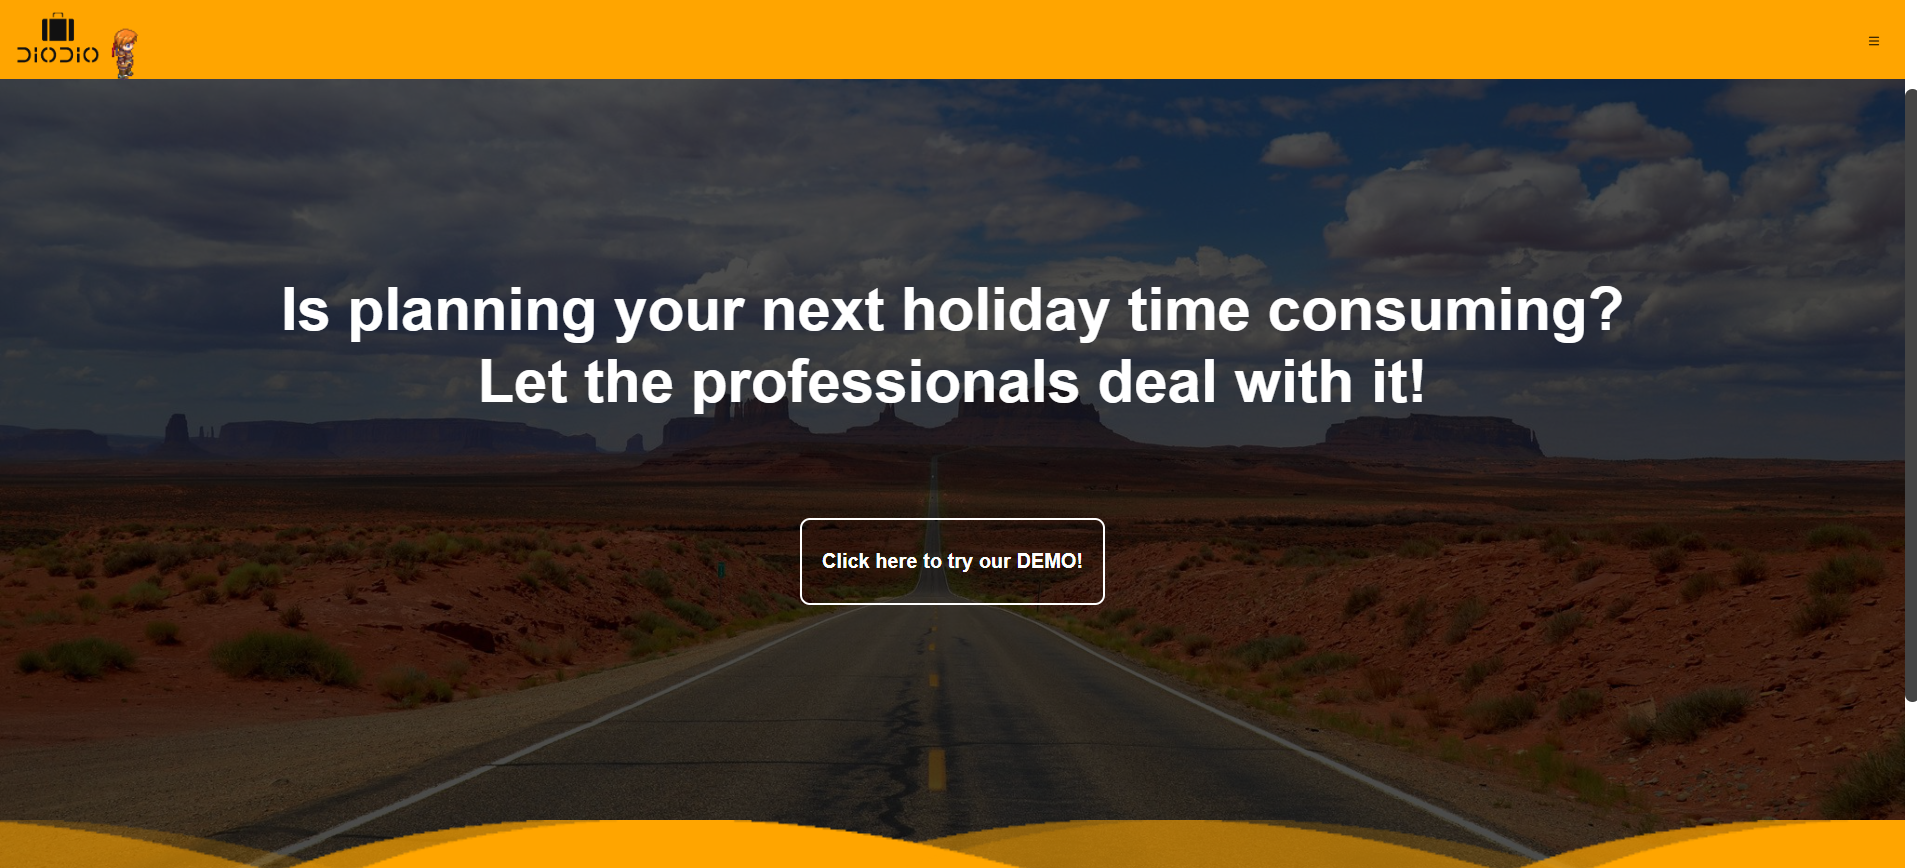 DIODIO
Is planning your next holiday time consuming?
Let the professionals deal with it!
Click here to try our DEMO!